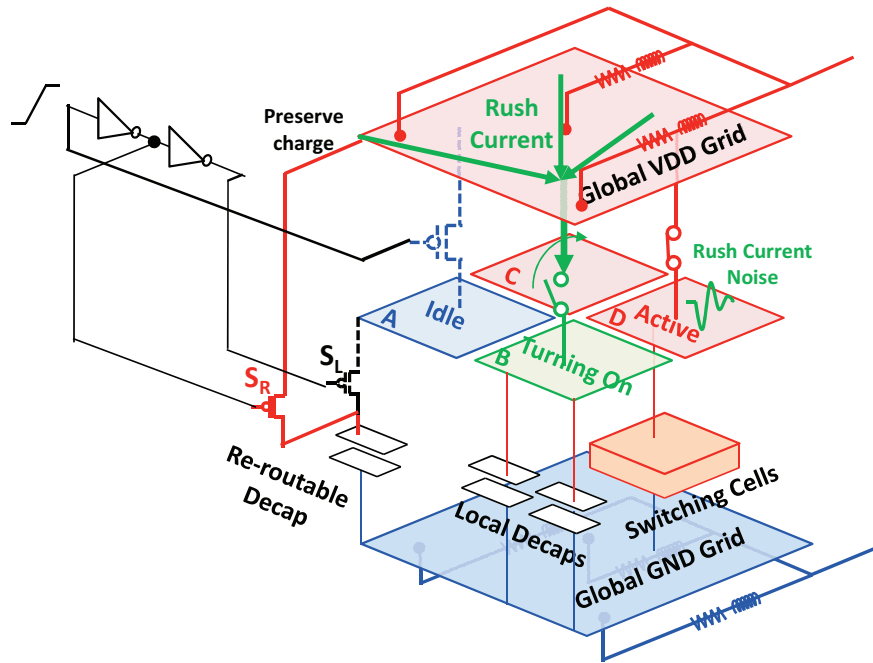 Preserve
charge
Rush
Current
Global VDD Grid
Rush Current
Noise
C
A
Idle
D
Active
B
Turning On
SL
SR
Re-routable
Decap
Local Decaps
Switching Cells
Global GND Grid